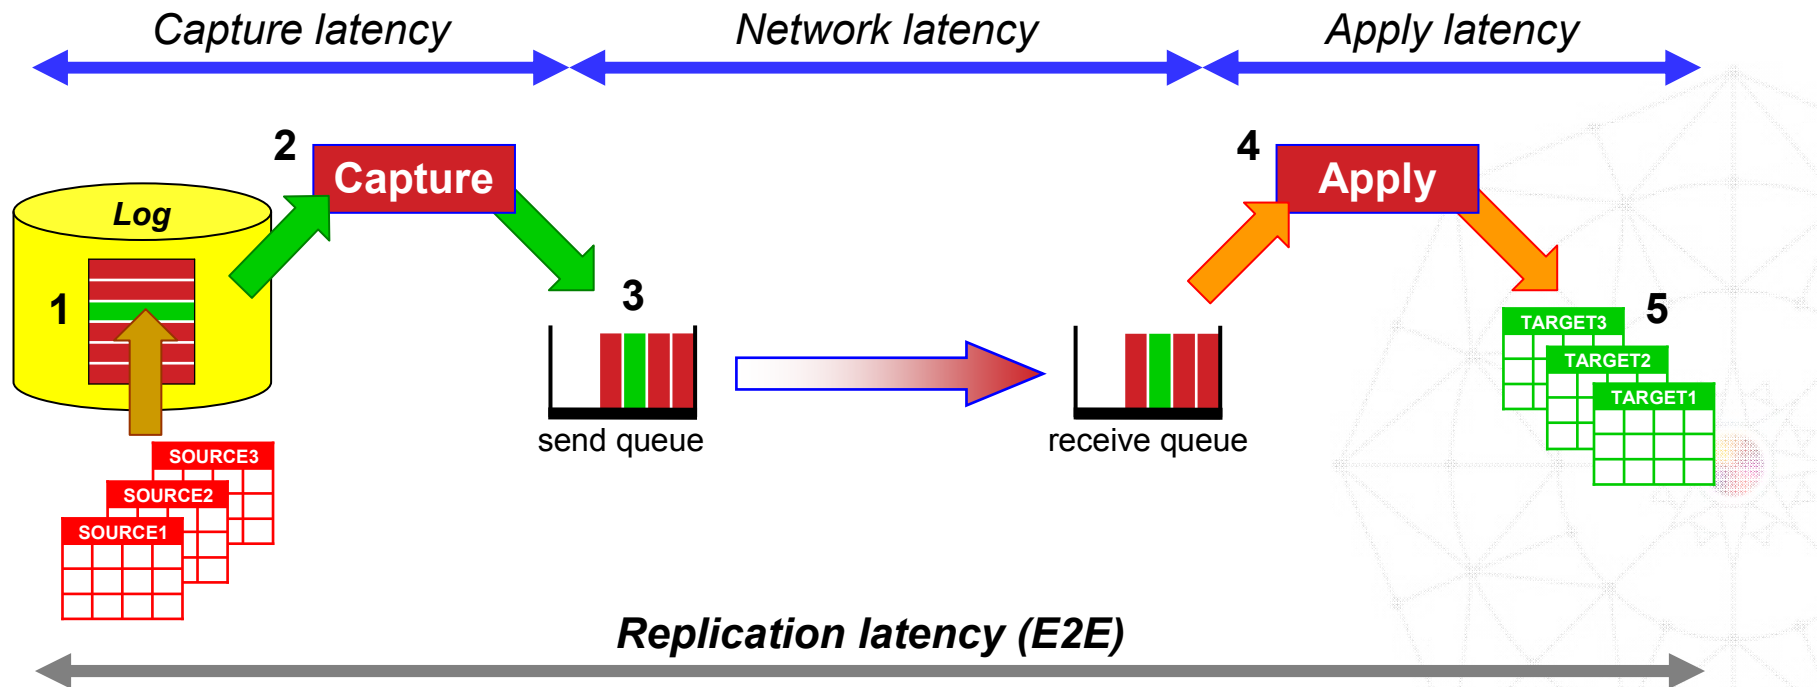 Capture latency
Network latency
Apply latency
2
Capture
4
Apply
Log
1
3
5
send queue
receive queue
TARGET3
TARGET2
TARGET1
SOURCE3
SOURCE2
SOURCE1
Replication latency (E2E)